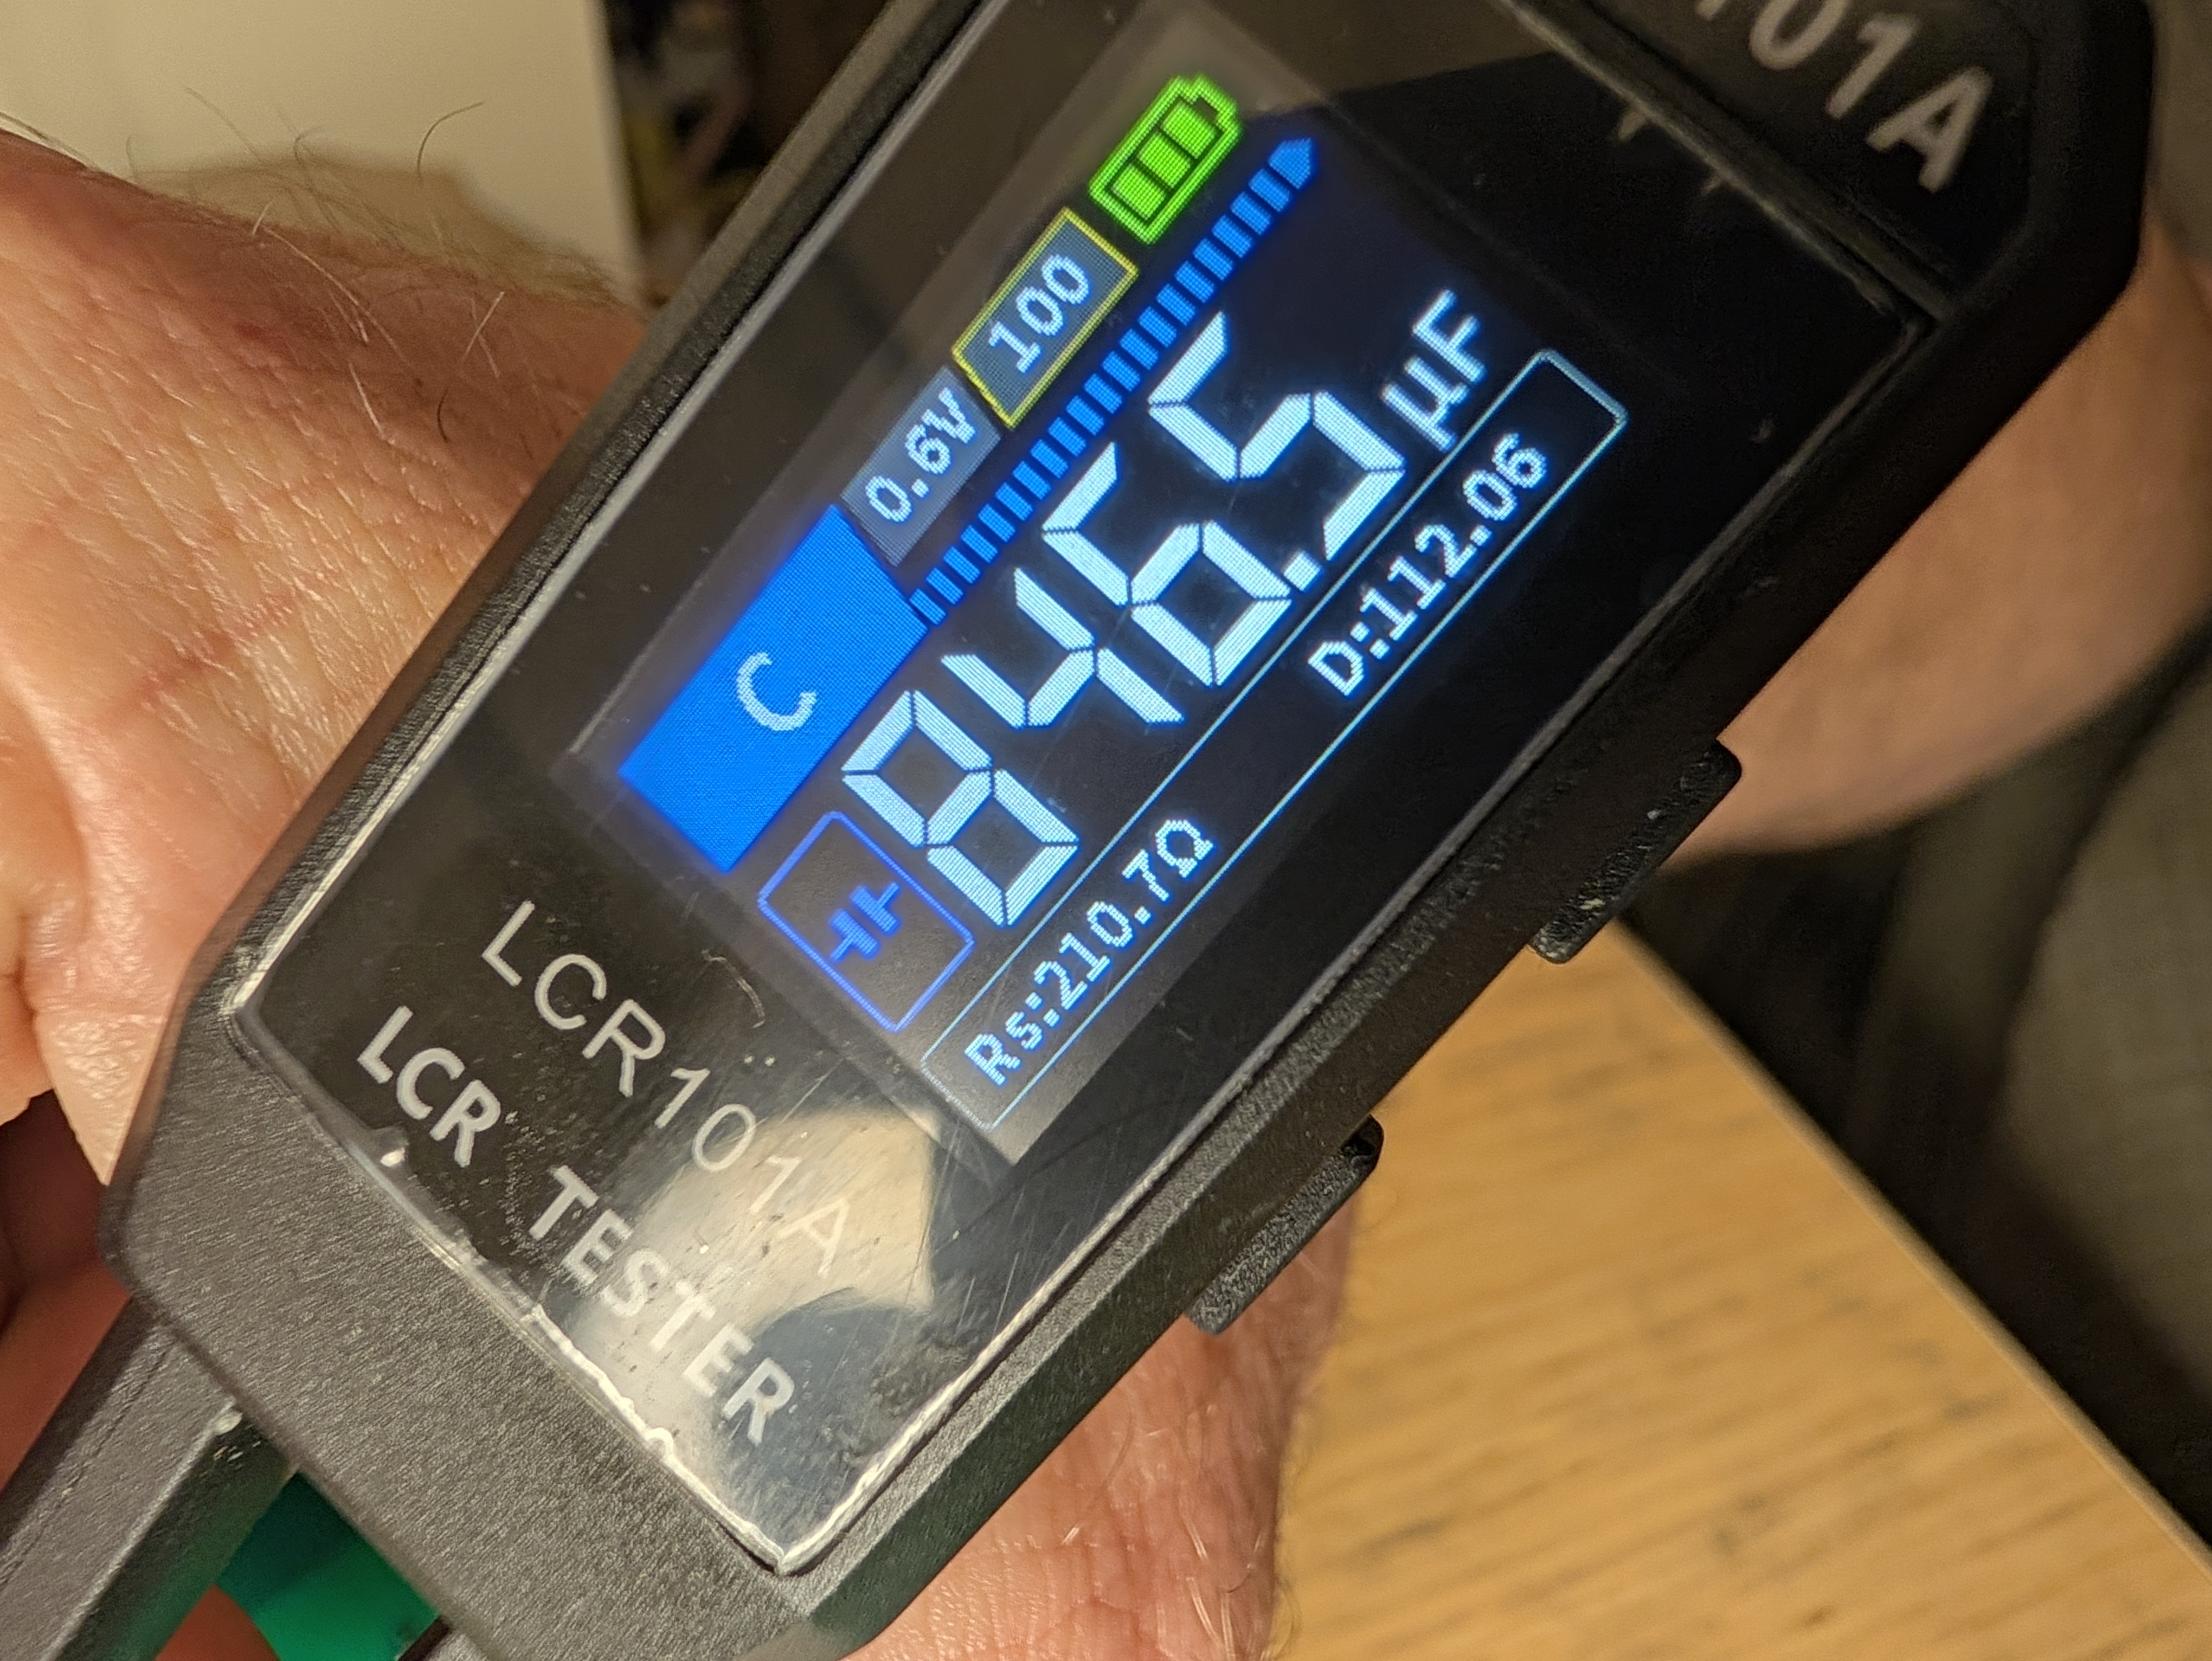 101A
C 0.6V 100
846.5 µF
Rs:210.7Ω D:112.06
LCR101A
LCR TESTER